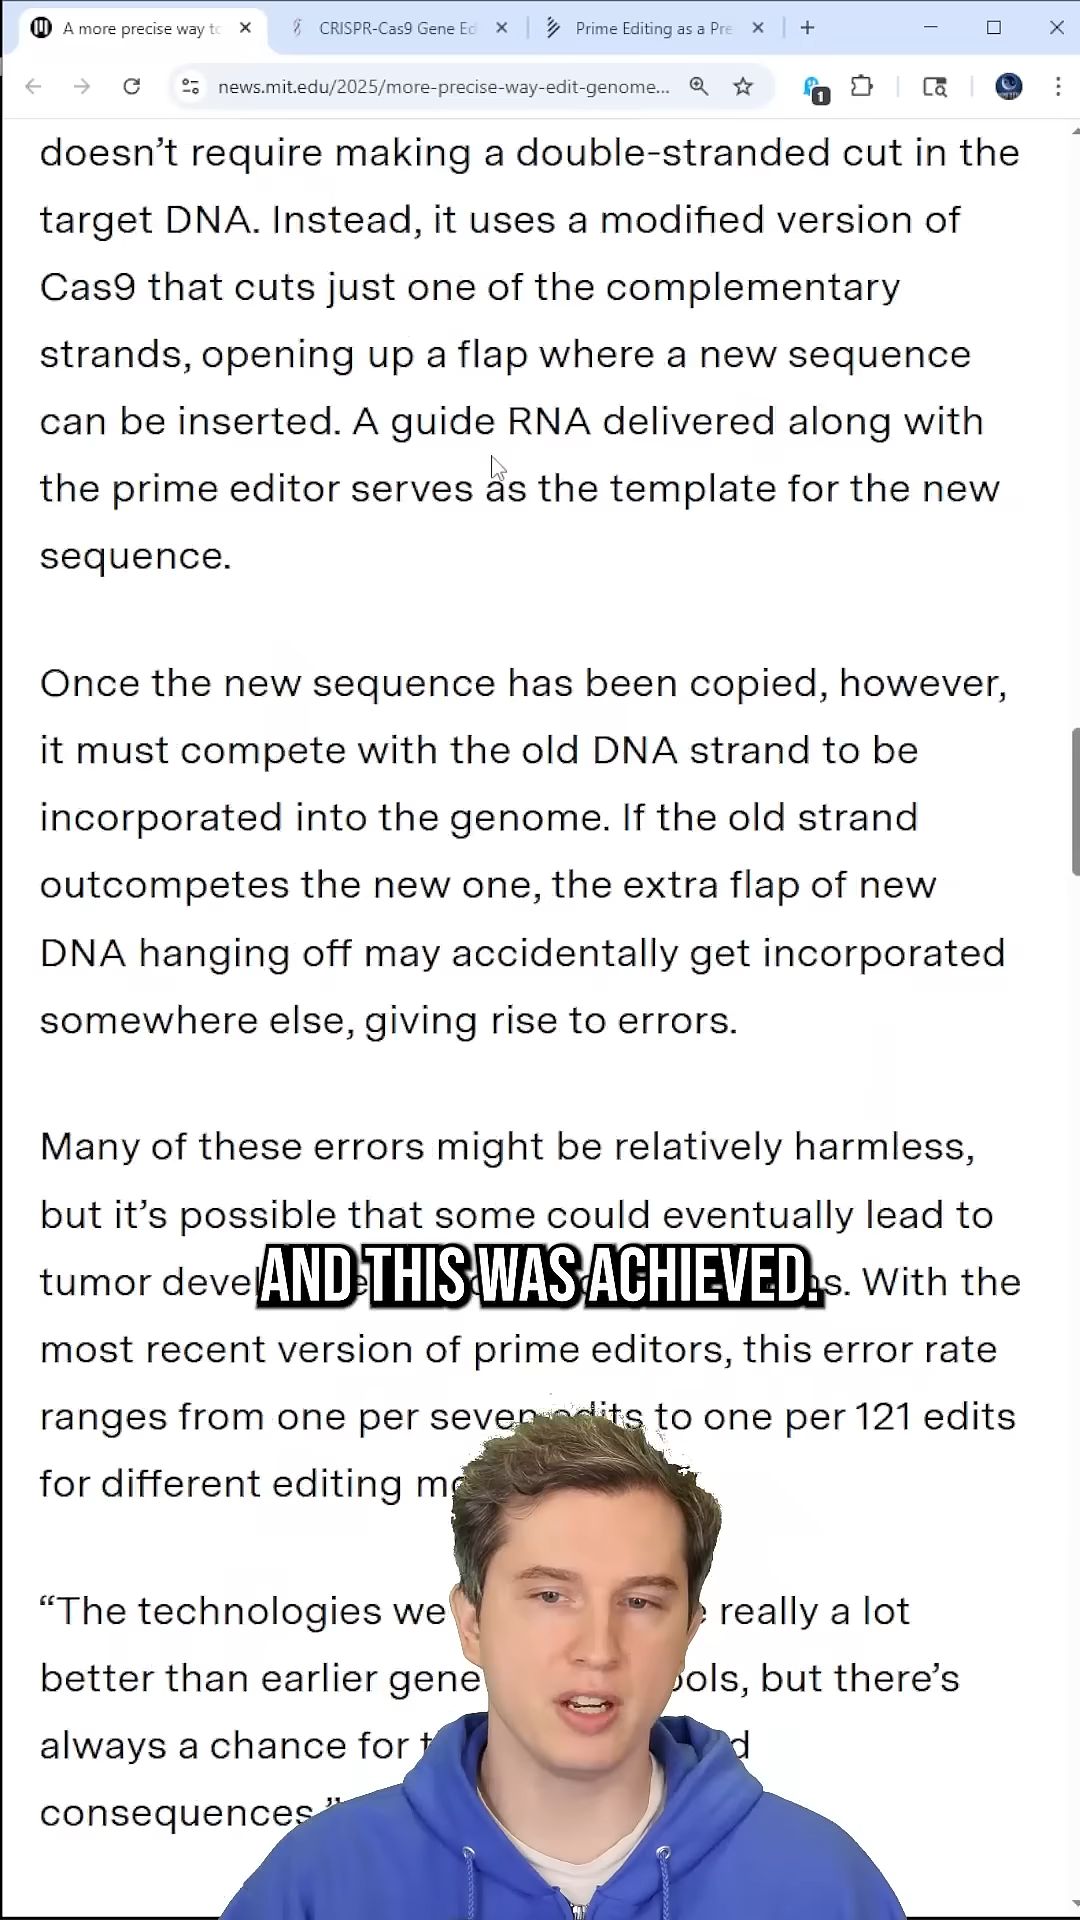 A more precise way to
CRISPR-Cas9 Gene Ed
Prime Editing as a Pre
news.mit.edu/2025/more-precise-way-edit-genome...
1
doesn’t require making a double-stranded cut in the
target DNA. Instead, it uses a modified version of
Cas9 that cuts just one of the complementary
strands, opening up a flap where a new sequence
can be inserted. A guide RNA delivered along with
the prime editor serves as the template for the new
sequence.
Once the new sequence has been copied, however,
it must compete with the old DNA strand to be
incorporated into the genome. If the old strand
outcompetes the new one, the extra flap of new
DNA hanging off may accidentally get incorporated
somewhere else, giving rise to errors.
Many of these errors might be relatively harmless,
but it’s possible that some could eventually lead to
tumor
AND THIS WAS ACHIEVED.
With the
most recent version of prime editors, this error rate
ranges from one per seven edits to one per 121 edits
for different editing
“The technologies we really a lot
better than earlier gene but there’s
always a chance for
consequences.”